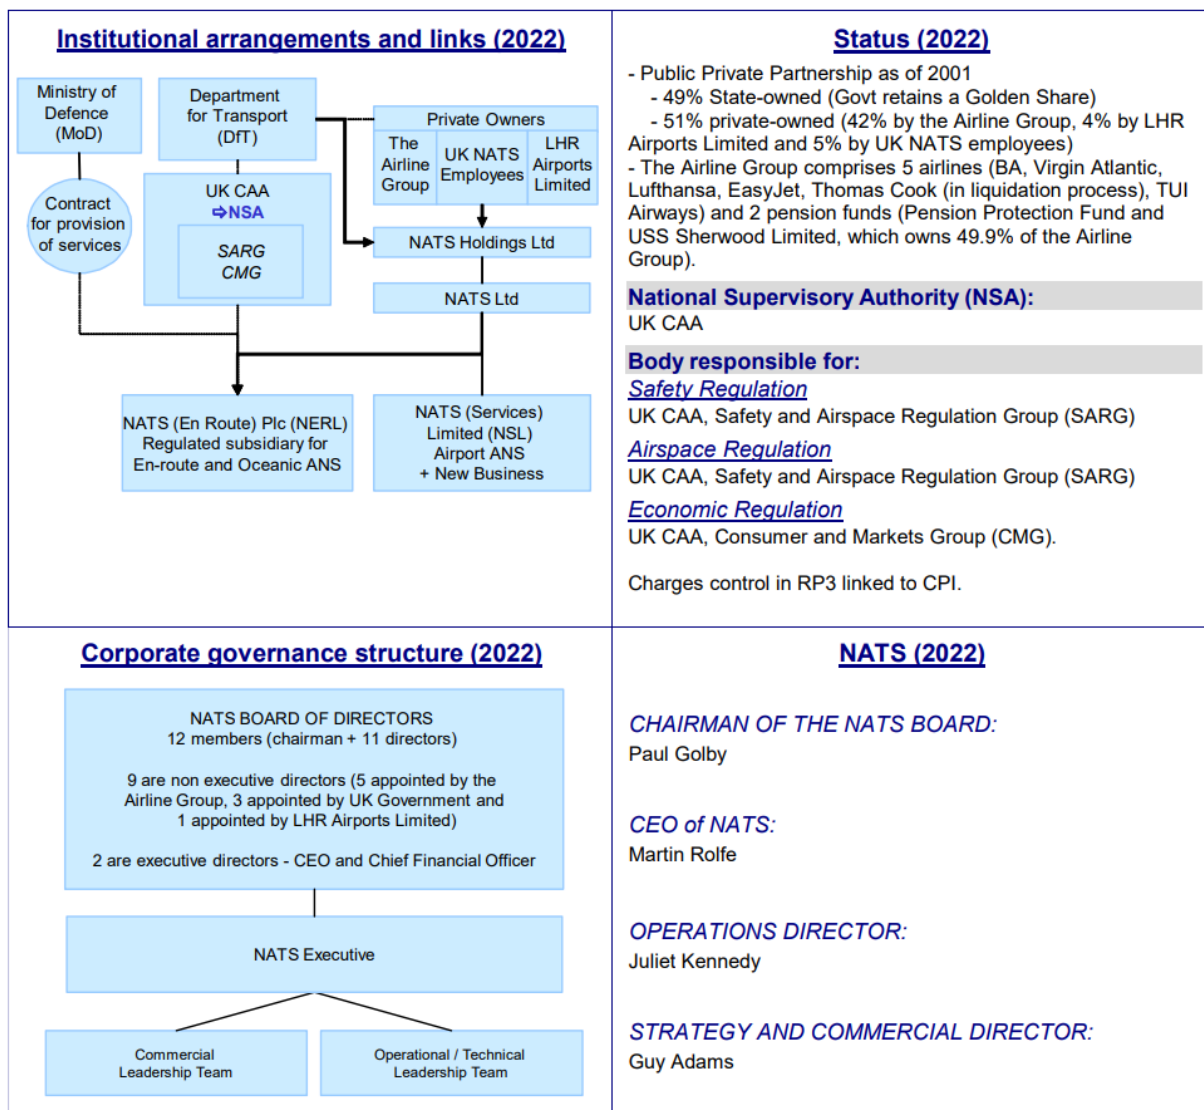 Institutional arrangements and links (2022)
Ministry of
Defence
(MoD)
Department
for Transport
(DfT)
Private Owners
The
Airline
Group
UK NATS
Employees
LHR
Airports
Limited
Contract
for provision
of services
UK CAA
⇨NSA
SARG
CMG
NATS Holdings Ltd
NATS Ltd
NATS (En Route) Plc (NERL)
Regulated subsidiary for
En-route and Oceanic ANS
NATS (Services)
Limited (NSL)
Airport ANS
+ New Business
Status (2022)
- Public Private Partnership as of 2001
- 49% State-owned (Govt retains a Golden Share)
- 51% private-owned (42% by the Airline Group, 4% by LHR
Airports Limited and 5% by UK NATS employees)
- The Airline Group comprises 5 airlines (BA, Virgin Atlantic,
Lufthansa, EasyJet, Thomas Cook (in liquidation process), TUI
Airways) and 2 pension funds (Pension Protection Fund and
USS Sherwood Limited, which owns 49.9% of the Airline
Group).
National Supervisory Authority (NSA):
UK CAA
Body responsible for:
Safety Regulation
UK CAA, Safety and Airspace Regulation Group (SARG)
Airspace Regulation
UK CAA, Safety and Airspace Regulation Group (SARG)
Economic Regulation
UK CAA, Consumer and Markets Group (CMG).
Charges control in RP3 linked to CPI.
Corporate governance structure (2022)
NATS BOARD OF DIRECTORS
12 members (chairman + 11 directors)
9 are non executive directors (5 appointed by the
Airline Group, 3 appointed by UK Government and
1 appointed by LHR Airports Limited)
2 are executive directors - CEO and Chief Financial Officer
NATS Executive
Commercial
Leadership Team
Operational / Technical
Leadership Team
NATS (2022)
CHAIRMAN OF THE NATS BOARD:
Paul Golby
CEO of NATS:
Martin Rolfe
OPERATIONS DIRECTOR:
Juliet Kennedy
STRATEGY AND COMMERCIAL DIRECTOR:
Guy Adams